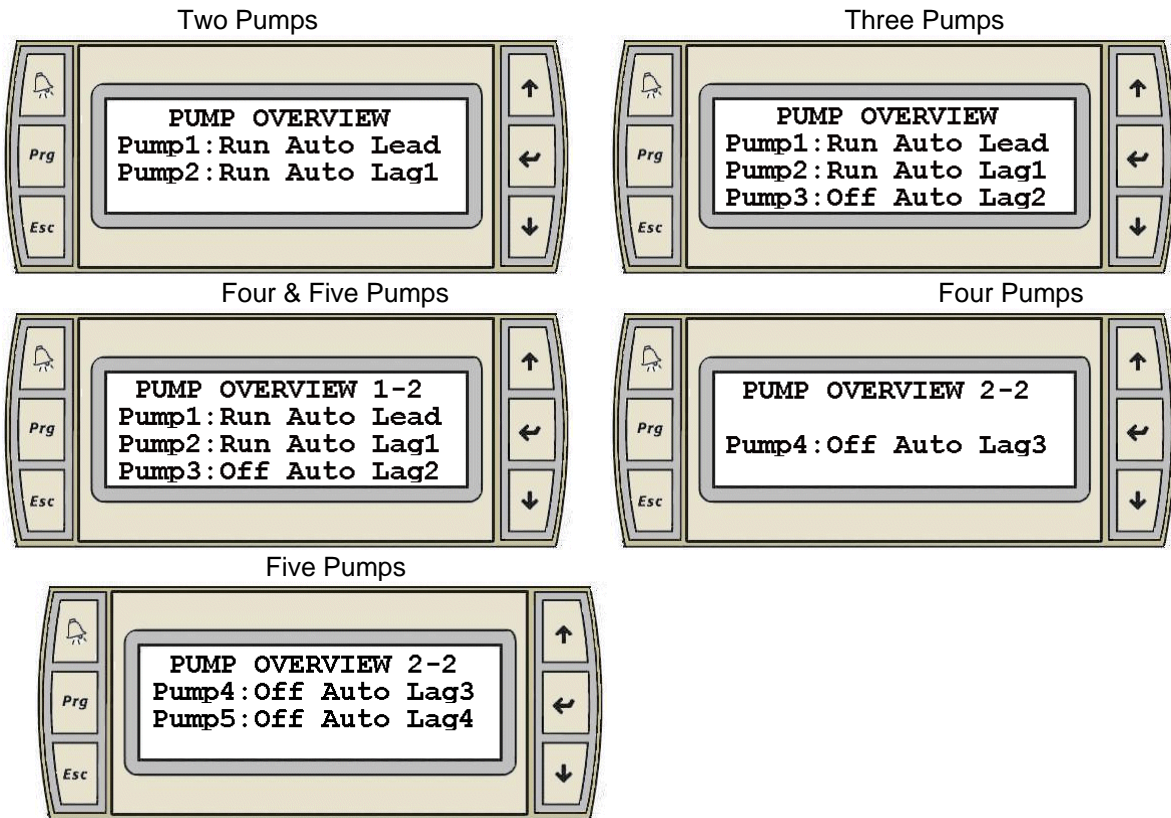 Two Pumps
Prg
Esc
PUMP OVERVIEW
Pump1:Run Auto Lead
Pump2:Run Auto Lag1
Three Pumps
Prg
Esc
PUMP OVERVIEW
Pump1:Run Auto Lead
Pump2:Run Auto Lag1
Pump3:Off Auto Lag2
Four & Five Pumps
Prg
Esc
PUMP OVERVIEW 1-2
Pump1:Run Auto Lead
Pump2:Run Auto Lag1
Pump3:Off Auto Lag2
Four Pumps
Prg
Esc
PUMP OVERVIEW 2-2
Pump4:Off Auto Lag3
Five Pumps
Prg
Esc
PUMP OVERVIEW 2-2
Pump4:Off Auto Lag3
Pump5:Off Auto Lag4